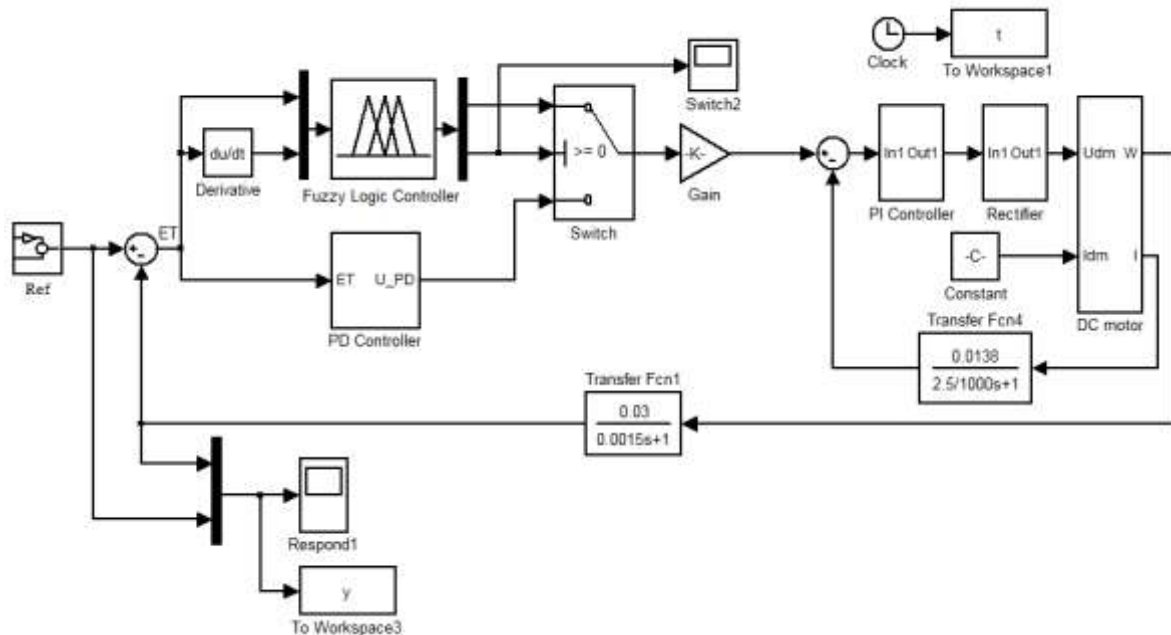 t
Clock
To Workspace1
Switch2
du/dt
Derivative
Fuzzy Logic Controller
>= 0
Switch
-K-
Gain
In1 Out1
PI Controller
In1 Out1
Rectifier
Udm W
Idm I
DC motor
-C-
Constant
Ref
ET
ET U_PD
PD Controller
Transfer Fcn4
0.0138
2.5/1000s+1
Transfer Fcn1
0.03
0.0015s+1
Respond1
y
To Workspace3